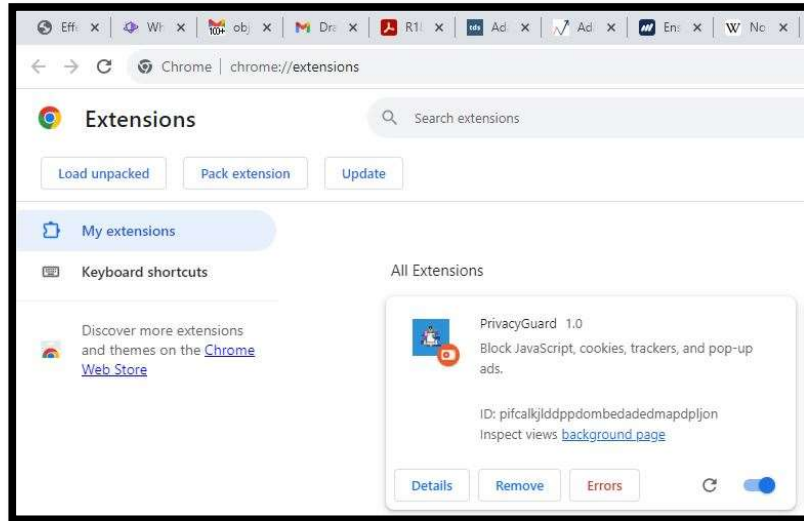 Eff
Wh
100+
obj
Dra
R1
tds
Ad
Ad
Ens
W
No
Chrome | chrome://extensions
Extensions
Search extensions
Load unpacked
Pack extension
Update
My extensions
Keyboard shortcuts
All Extensions
Discover more extensions
and themes on the Chrome
Web Store
PrivacyGuard 1.0
Block JavaScript, cookies, trackers, and pop-up
ads.
ID: pifcalkjlddppdombedadedmapdpljon
Inspect views background page
Details
Remove
Errors